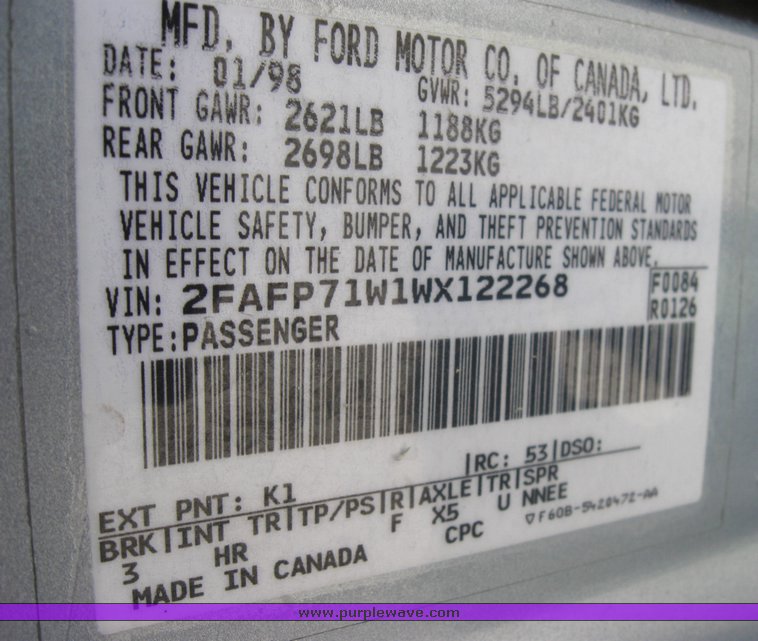 MFD. BY FORD MOTOR CO. OF CANADA, LTD.
DATE: 01/98 GVWR: 5294LB/2401KG
FRONT GAWR: 2621LB 1188KG
REAR GAWR: 2698LB 1223KG
THIS VEHICLE CONFORMS TO ALL APPLICABLE FEDERAL MOTOR
VEHICLE SAFETY, BUMPER, AND THEFT PREVENTION STANDARDS
IN EFFECT ON THE DATE OF MANUFACTURE SHOWN ABOVE.
VIN: 2FAFP71W1WX122268 F0084
TYPE: PASSENGER R0126
EXT PNT: K1 RC: 53 DSO:
BRK INT TR TP/PS R AXLE TR SPR
3 HR F X5 U NNEE
MADE IN CANADA CPC ▽F60B-5420472-AA
www.purplewave.com